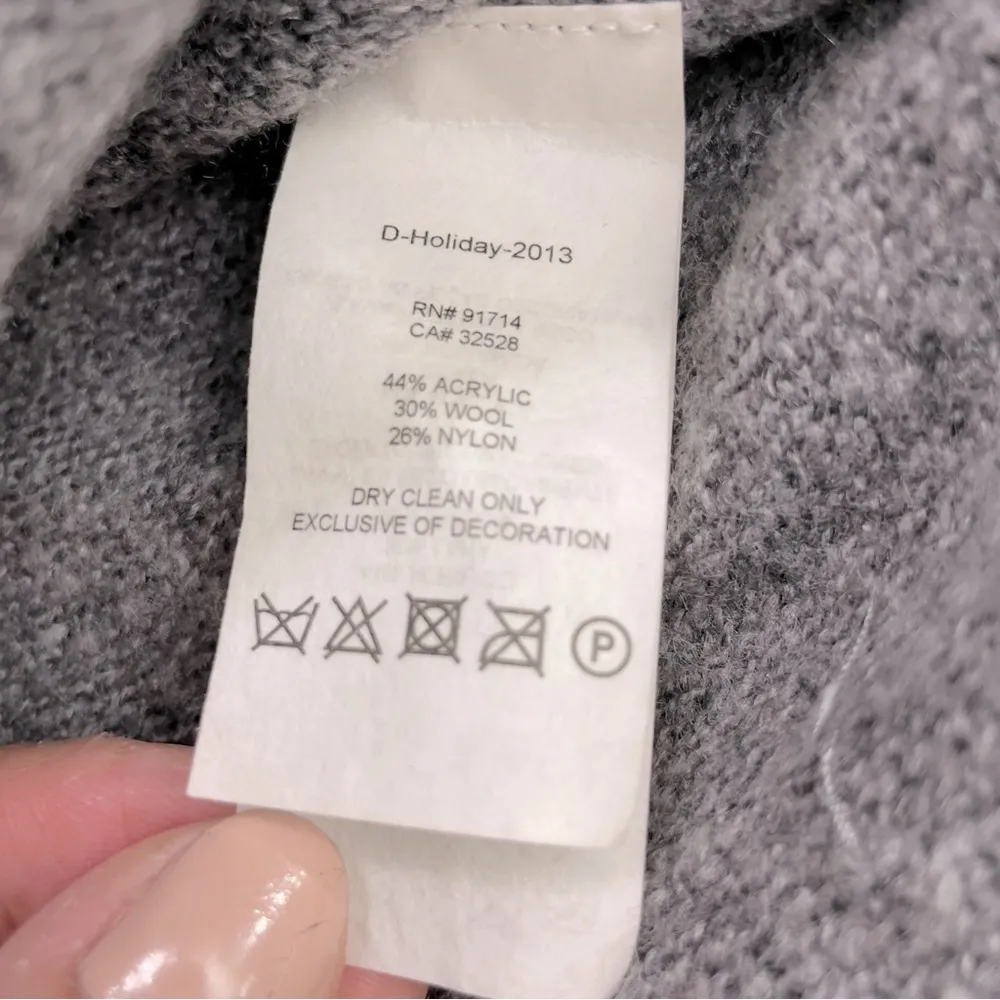 D-Holiday-2013
RN# 91714
CA# 32528
44% ACRYLIC
30% WOOL
26% NYLON
DRY CLEAN ONLY
EXCLUSIVE OF DECORATION
P